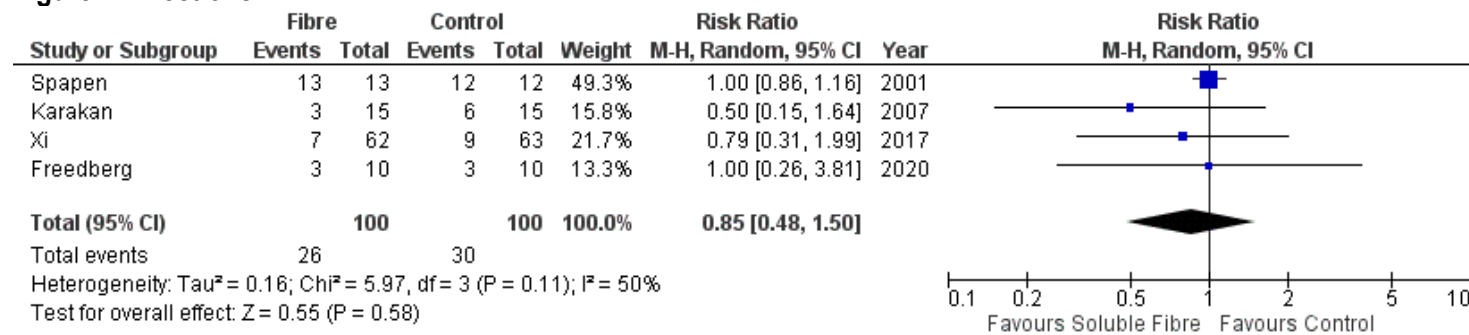 Fibre Control Risk Ratio Risk Ratio
Study or Subgroup Events Total Events Total Weight M-H, Random, 95% CI Year M-H, Random, 95% CI
Spapen 13 13 12 12 49.3% 1.00 [0.86, 1.16] 2001
Karakan 3 15 6 15 15.8% 0.50 [0.15, 1.64] 2007
Xi 7 62 9 63 21.7% 0.79 [0.31, 1.99] 2017
Freedberg 3 10 3 10 13.3% 1.00 [0.26, 3.81] 2020
Total (95% CI) 100 100 100.0% 0.85 [0.48, 1.50]
Total events 26 30
Heterogeneity: Tau² = 0.16; Chi² = 5.97, df = 3 (P = 0.11); I² = 50%
Test for overall effect: Z = 0.55 (P = 0.58)
0.1 0.2 0.5 1 2 5 10
Favours Soluble Fibre Favours Control